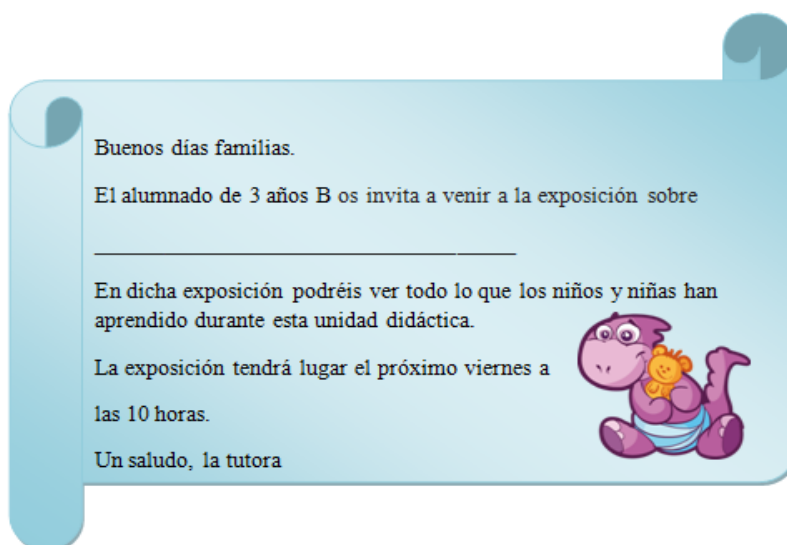 Buenos días familias.
El alumnado de 3 años B os invita a venir a la exposición sobre
_______________________________________
En dicha exposición podréis ver todo lo que los niños y niñas han
aprendido durante esta unidad didáctica.
La exposición tendrá lugar el próximo viernes a
las 10 horas.
Un saludo, la tutora